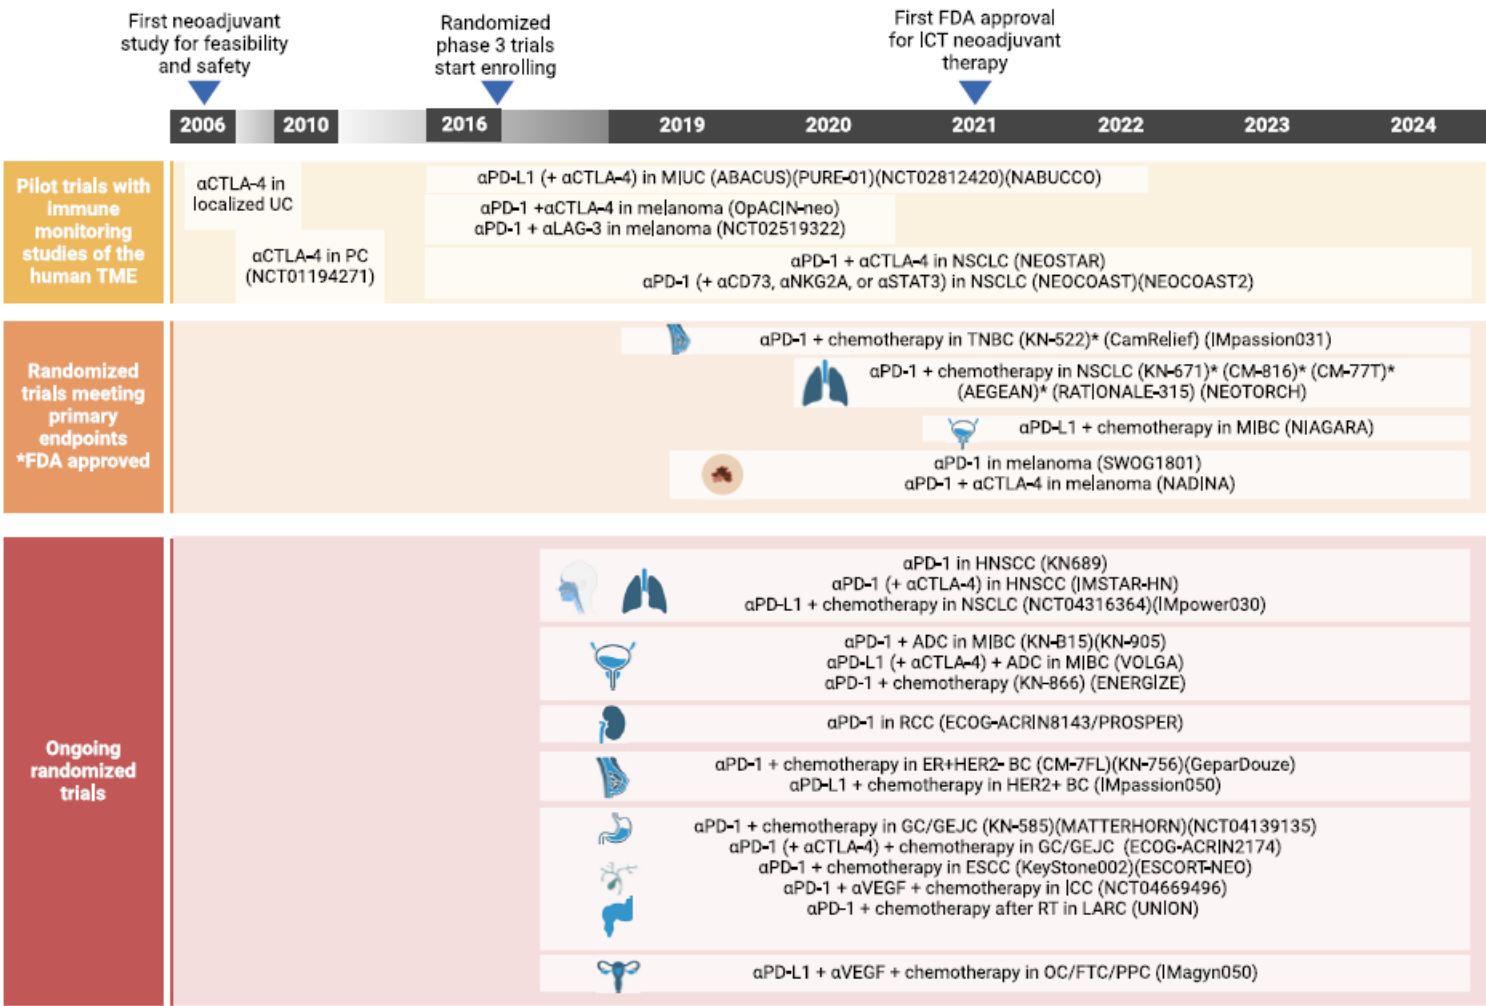 First neoadjuvant
study for feasibility
and safety
Randomized
phase 3 trials
start enrolling
First FDA approval
for ICT neoadjuvant
therapy
2006
2010
2016
2019
2020
2021
2022
2023
2024
Pilot trials with
immune
monitoring
studies of the
human TME
αCTLA-4 in
localized UC
αCTLA-4 in PC
(NCT01194271)
αPD-L1 (+ αCTLA-4) in MIUC (ABACUS)(PURE-01)(NCT02812420)(NABUCCO)
αPD-1 +αCTLA-4 in melanoma (OpACIN-neo)
αPD-1 + αLAG-3 in melanoma (NCT02519322)
αPD-1 + αCTLA-4 in NSCLC (NEOSTAR)
αPD-1 (+ αCD73, αNKG2A, or αSTAT3) in NSCLC (NEOCOAST)(NEOCOAST2)
Randomized
trials meeting
primary
endpoints
*FDA approved
αPD-1 + chemotherapy in TNBC (KN-522)* (CamRelief) (IMpassion031)
αPD-1 + chemotherapy in NSCLC (KN-671)* (CM-816)* (CM-77T)*
(AEGEAN)* (RATIONALE-315) (NEOTORCH)
αPD-L1 + chemotherapy in MIBC (NIAGARA)
αPD-1 in melanoma (SWOG1801)
αPD-1 + αCTLA-4 in melanoma (NADINA)
Ongoing
randomized
trials
αPD-1 in HNSCC (KN689)
αPD-1 (+ αCTLA-4) in HNSCC (IMSTAR-HN)
αPD-L1 + chemotherapy in NSCLC (NCT04316364)(IMpower030)
αPD-1 + ADC in MIBC (KN-B15)(KN-905)
αPD-L1 (+ αCTLA-4) + ADC in MIBC (VOLGA)
αPD-1 + chemotherapy (KN-866) (ENERGIZE)
αPD-1 in RCC (ECOG-ACRIN8143/PROSPER)
αPD-1 + chemotherapy in ER+HER2- BC (CM-7FL)(KN-756)(GeparDouze)
αPD-L1 + chemotherapy in HER2+ BC (IMpassion050)
αPD-1 + chemotherapy in GC/GEJC (KN-585)(MATTERHORN)(NCT04139135)
αPD-1 (+ αCTLA-4) + chemotherapy in GC/GEJC (ECOG-ACRIN2174)
αPD-1 + chemotherapy in ESCC (KeyStone002)(ESCORT-NEO)
αPD-1 + αVEGF + chemotherapy in ICC (NCT04669496)
αPD-1 + chemotherapy after RT in LARC (UNION)
αPD-L1 + αVEGF + chemotherapy in OC/FTC/PPC (IMagyn050)